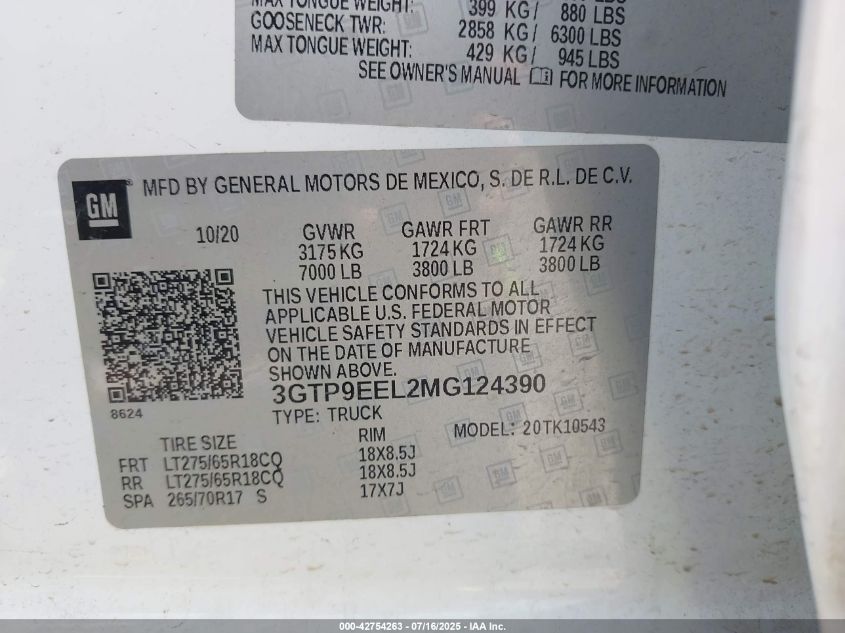 MAX TONGUE WEIGHT: 399 KG/ 880 LBS
GOOSENECK TWR: 2858 KG/ 6300 LBS
MAX TONGUE WEIGHT: 429 KG/ 945 LBS
SEE OWNER'S MANUAL FOR MORE INFORMATION
GM
MFD BY GENERAL MOTORS DE MEXICO, S. DE R.L. DE C.V.
10/20 GVWR GAWR FRT GAWR RR
3175 KG 1724 KG 1724 KG
7000 LB 3800 LB 3800 LB
THIS VEHICLE CONFORMS TO ALL
APPLICABLE U.S. FEDERAL MOTOR
VEHICLE SAFETY STANDARDS IN EFFECT
ON THE DATE OF MANUFACTURE
SHOWN ABOVE.
3GTP9EEL2MG124390
8624
TYPE: TRUCK
MODEL: 20TK10543
TIRE SIZE RIM
FRT LT275/65R18CQ 18X8.5J
RR LT275/65R18CQ 18X8.5J
SPA 265/70R17 S 17X7J
000-42754263 - 07/16/2025 - IAA Inc.